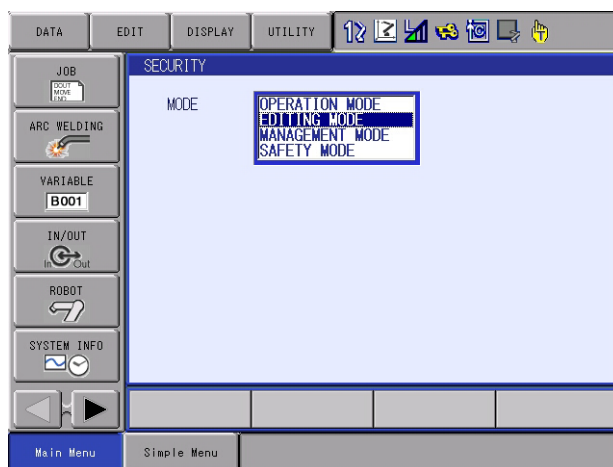 DATA
EDIT
DISPLAY
UTILITY
JOB
DOUT
MOVE
END
SECURITY
MODE
OPERATION MODE
EDITING MODE
MANAGEMENT MODE
SAFETY MODE
ARC WELDING
VARIABLE
B001
IN/OUT
In Out
ROBOT
SYSTEM INFO
Main Menu
Simple Menu